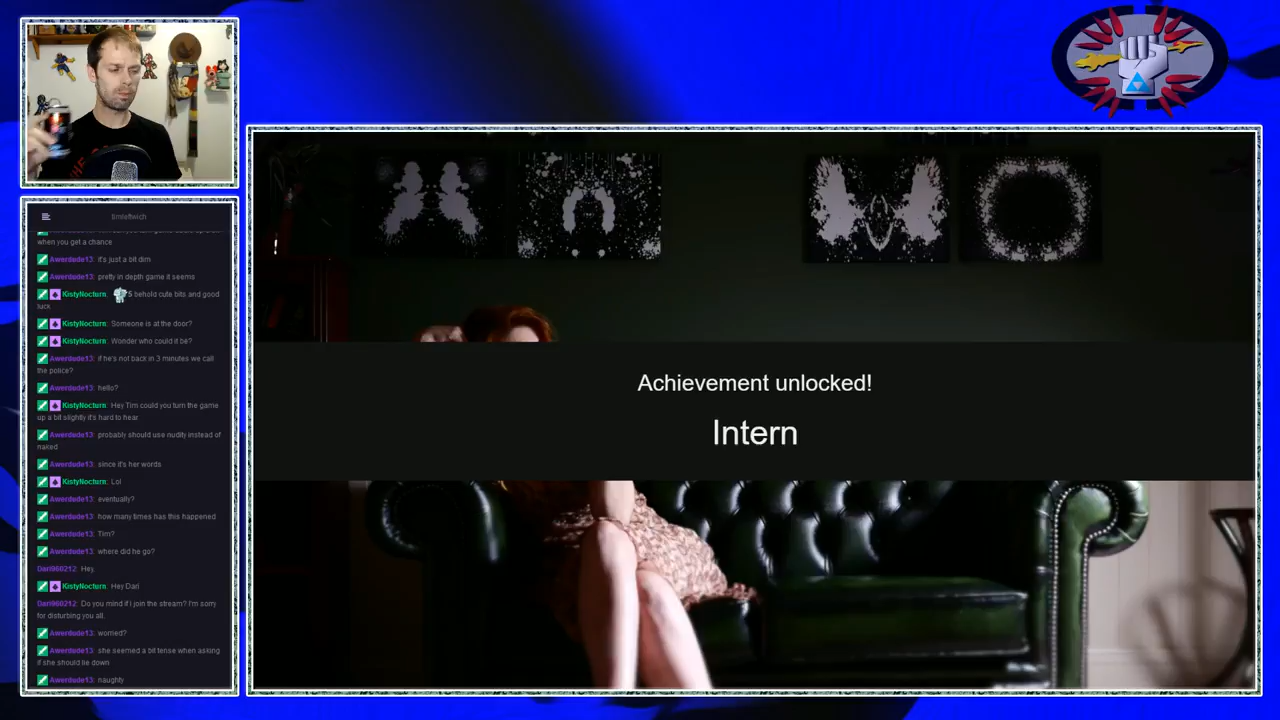 timleftwich
when you get a chance
Awerdude13: it's just a bit dim
Awerdude13: pretty in depth game it seems
KistyNocturn: 5 behold cute bits and good
luck
KistyNocturn: Someone is at the door?
KistyNocturn: Wonder who could it be?
Awerdude13: if he's not back in 3 minutes we call
the police?
Awerdude13: hello?
KistyNocturn: Hey Tim could you turn the game
up a bit slightly it's hard to hear
Awerdude13: probably should use nudity instead of
naked
Awerdude13: since it's her words
KistyNocturn: Lol
Awerdude13: eventually?
Awerdude13: how many times has this happened
Awerdude13: Tim?
Awerdude13: where did he go?
Dari960212: Hey.
KistyNocturn: Hey Dari
Dari960212: Do you mind if I join the stream? I'm sorry
for disturbing you all.
Awerdude13: worried?
Awerdude13: she seemed a bit tense when asking
if she should lie down
Awerdude13: naughty
Achievement unlocked!
Intern